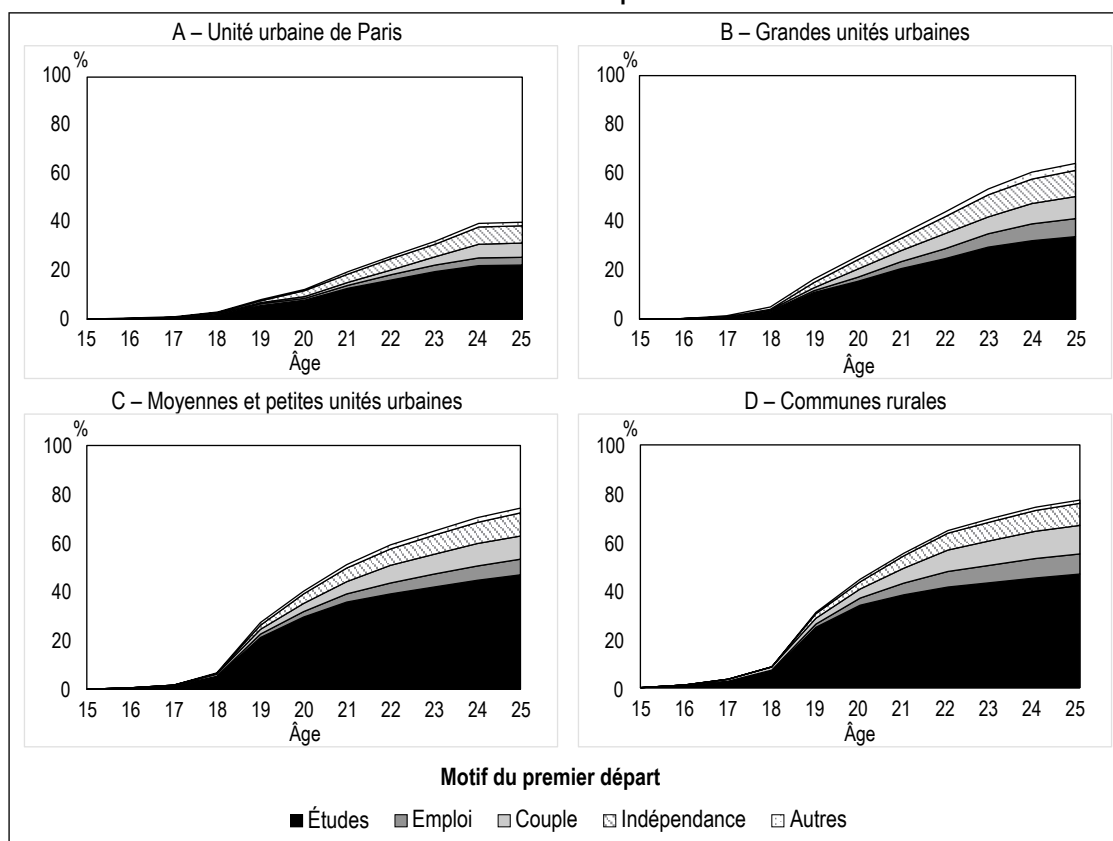 A – Unité urbaine de Paris
%
100
80
60
40
20
0
15 16 17 18 19 20 21 22 23 24 25
Âge
B – Grandes unités urbaines
%
100
80
60
40
20
0
15 16 17 18 19 20 21 22 23 24 25
Âge
C – Moyennes et petites unités urbaines
%
100
80
60
40
20
0
15 16 17 18 19 20 21 22 23 24 25
Âge
D – Communes rurales
%
100
80
60
40
20
0
15 16 17 18 19 20 21 22 23 24 25
Âge
Motif du premier départ
Études Emploi Couple Indépendance Autres